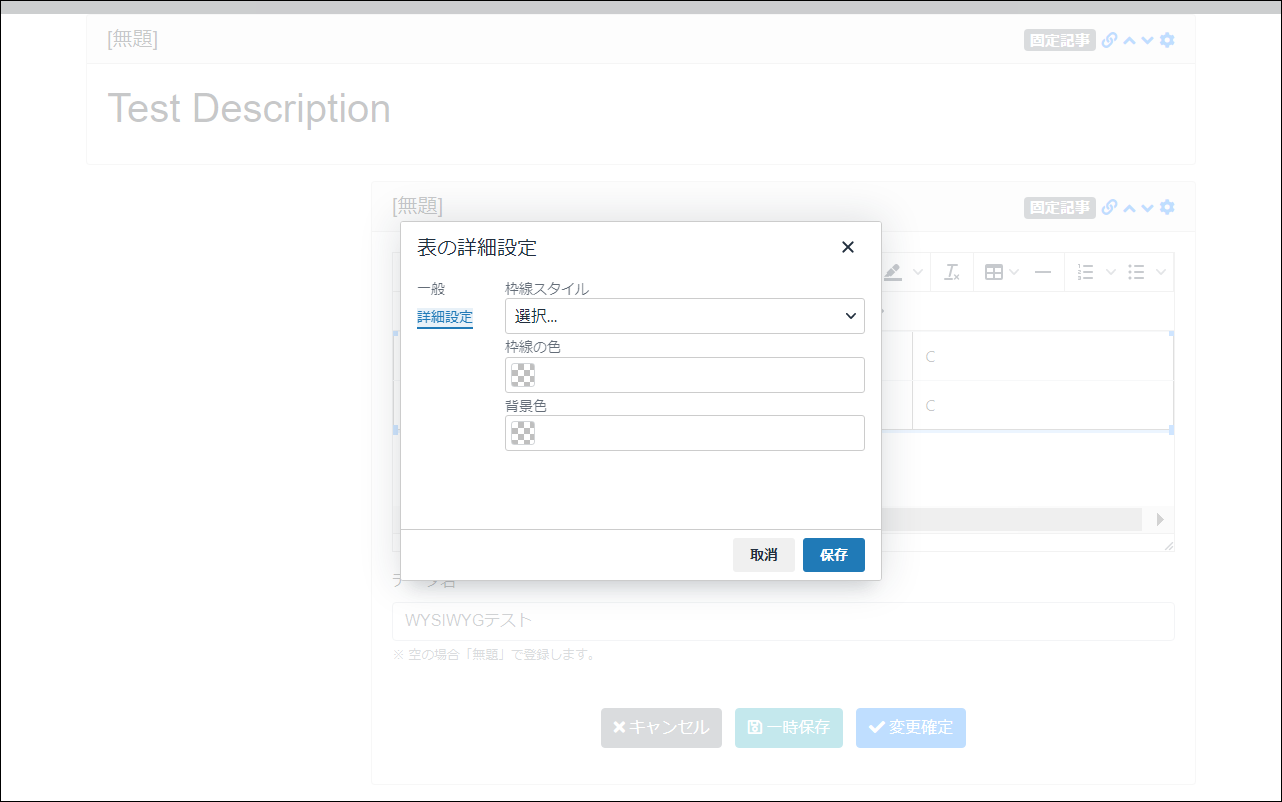 [無題]
固定記事
Test Description
[無題]
固定記事
表の詳細設定
一般
詳細設定
枠線スタイル
選択...
枠線の色
背景色
C
C
取消
保存
WYSIWYGテスト
※ 空の場合「無題」で登録します。
キャンセル
一時保存
変更確定